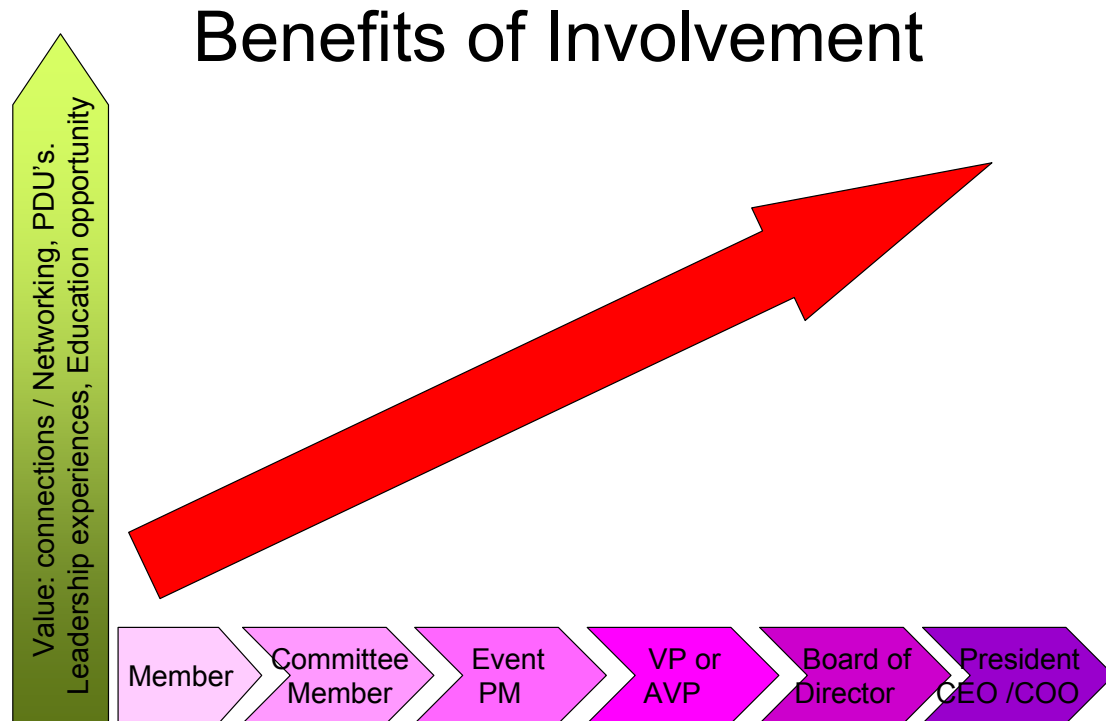 Benefits of Involvement
Value: connections / Networking, PDU's.
Leadership experiences, Education opportunity
Member
Committee
Member
Event
PM
VP or
AVP
Board of
Director
President
CEO /COO